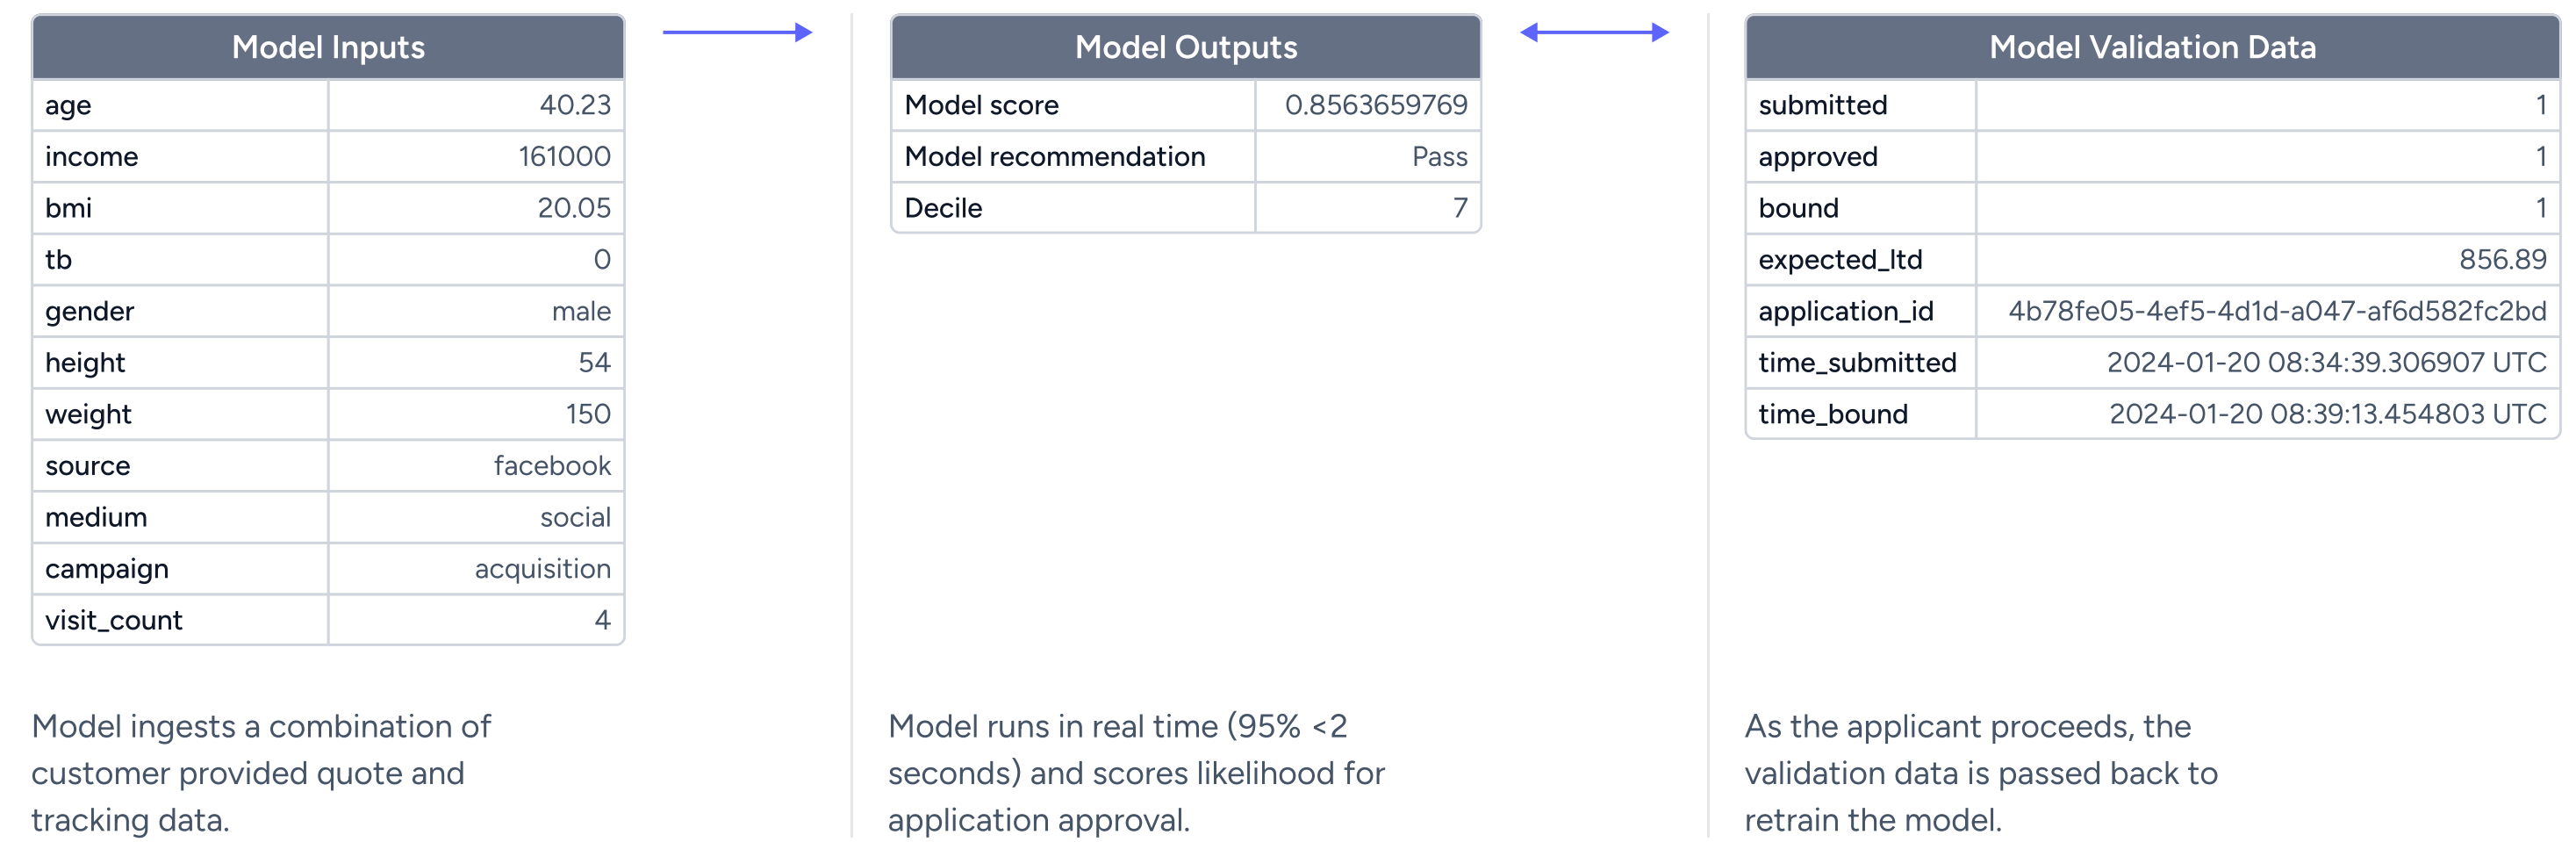 Model Inputs
age 40.23
income 161000
bmi 20.05
tb 0
gender male
height 54
weight 150
source facebook
medium social
campaign acquisition
visit_count 4
Model ingests a combination of
customer provided quote and
tracking data.
Model Outputs
Model score 0.8563659769
Model recommendation Pass
Decile 7
Model runs in real time (95% <2
seconds) and scores likelihood for
application approval.
Model Validation Data
submitted 1
approved 1
bound 1
expected_ltd 856.89
application_id 4b78fe05-4ef5-4d1d-a047-af6d582fc2bd
time_submitted 2024-01-20 08:34:39.306907 UTC
time_bound 2024-01-20 08:39:13.454803 UTC
As the applicant proceeds, the
validation data is passed back to
retrain the model.